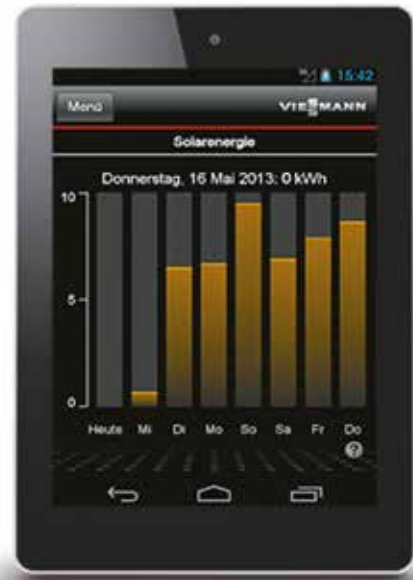 15:42
Menü
VIESMANN
Solarenergie
Donnerstag, 16 Mai 2013: 0 kWh
10
5
0
Heute Mi Di Mo So Sa Fr Do
?